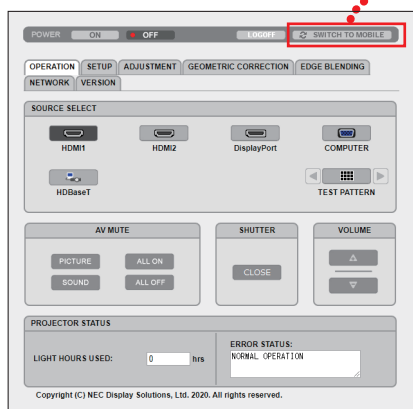 POWER ON OFF LOGOFF SWITCH TO MOBILE
OPERATION SETUP ADJUSTMENT GEOMETRIC CORRECTION EDGE BLENDING
NETWORK VERSION
SOURCE SELECT
HDMI1 HDMI2 DisplayPort COMPUTER
HDBaseT TEST PATTERN
AV MUTE SHUTTER VOLUME
PICTURE ALL ON
CLOSE
SOUND ALL OFF
PROJECTOR STATUS
ERROR STATUS:
LIGHT HOURS USED: 0 hrs NORMAL OPERATION
Copyright (C) NEC Display Solutions, Ltd. 2020. All rights reserved.